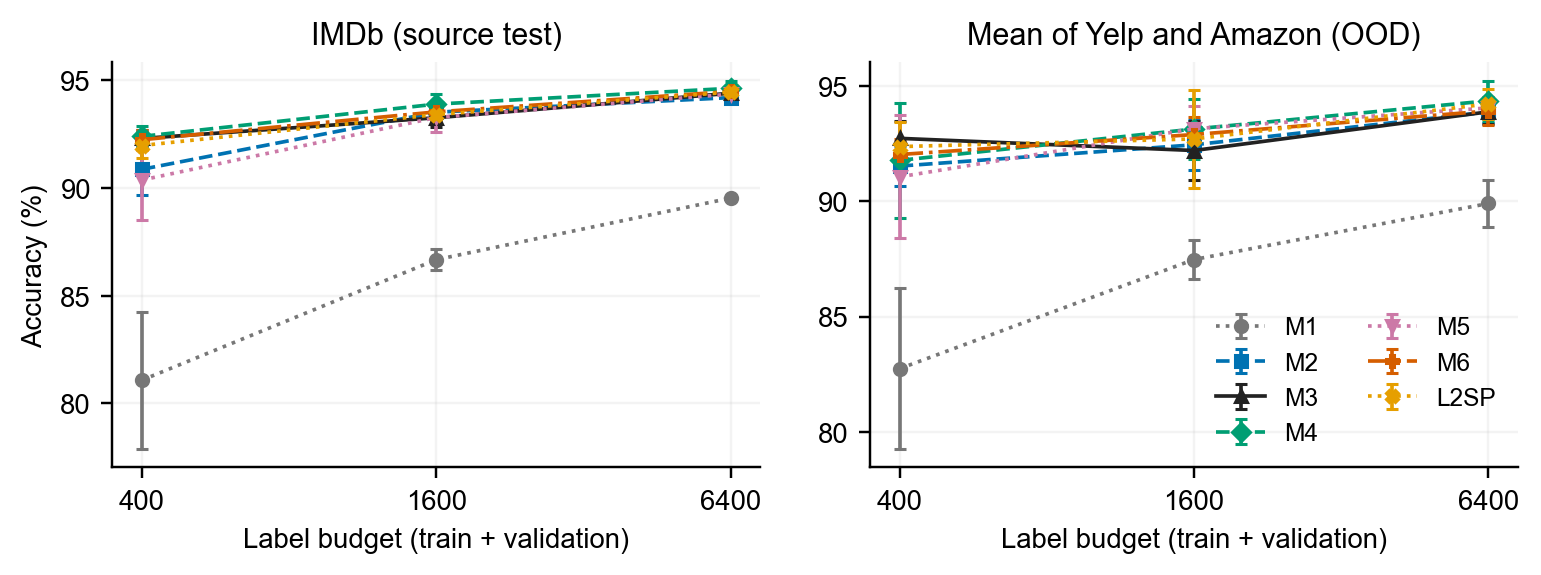 IMDb (source test)
Mean of Yelp and Amazon (OOD)
Accuracy (%)
95
90
85
80
400
1600
6400
Label budget (train + validation)
95
90
85
80
400
1600
6400
Label budget (train + validation)
M1
M2
M3
M4
M5
M6
L2SP